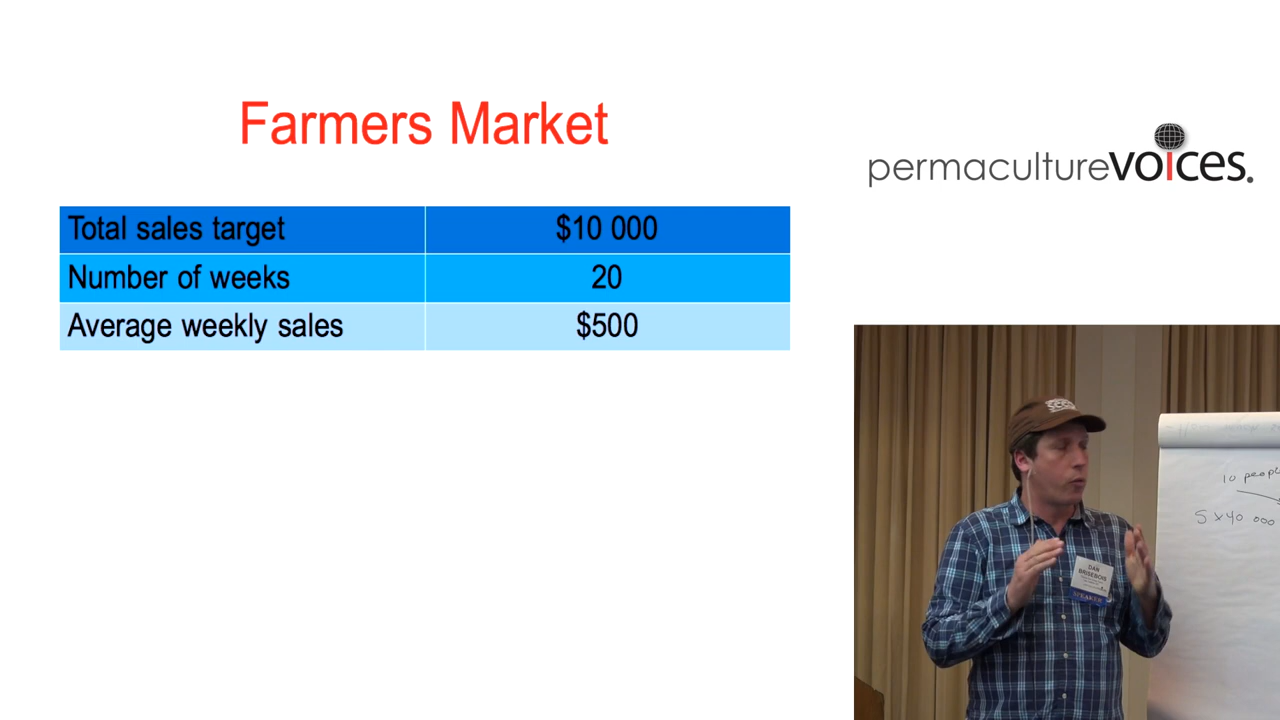 Farmers Market
permaculturevoices.
Total sales target $10 000
Number of weeks 20
Average weekly sales $500
10 people
5 x 40 000
DAN
BRISEBOIS
SPEAKER